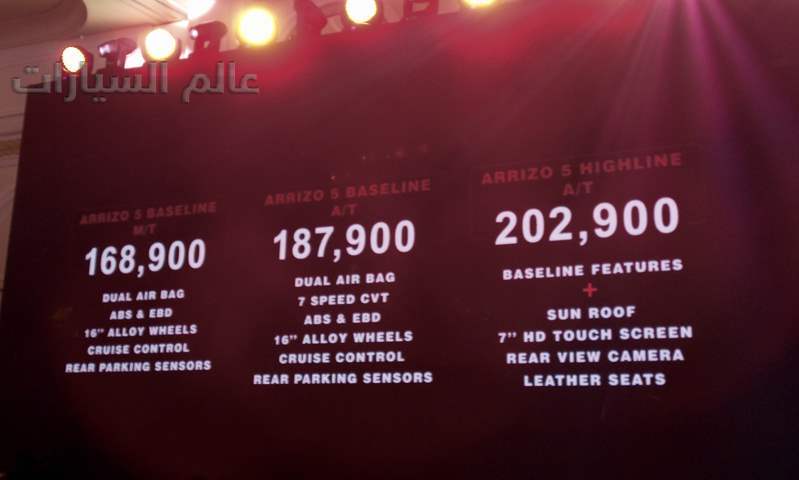 عالم السيارات
ARRIZO 5 BASELINE
M/T
168,900
DUAL AIR BAG
ABS & EBD
16" ALLOY WHEELS
CRUISE CONTROL
REAR PARKING SENSORS
ARRIZO 5 BASELINE
A/T
187,900
DUAL AIR BAG
7 SPEED CVT
ABS & EBD
16" ALLOY WHEELS
CRUISE CONTROL
REAR PARKING SENSORS
ARRIZO 5 HIGHLINE
A/T
202,900
BASELINE FEATURES
+
SUN ROOF
7'' HD TOUCH SCREEN
REAR VIEW CAMERA
LEATHER SEATS